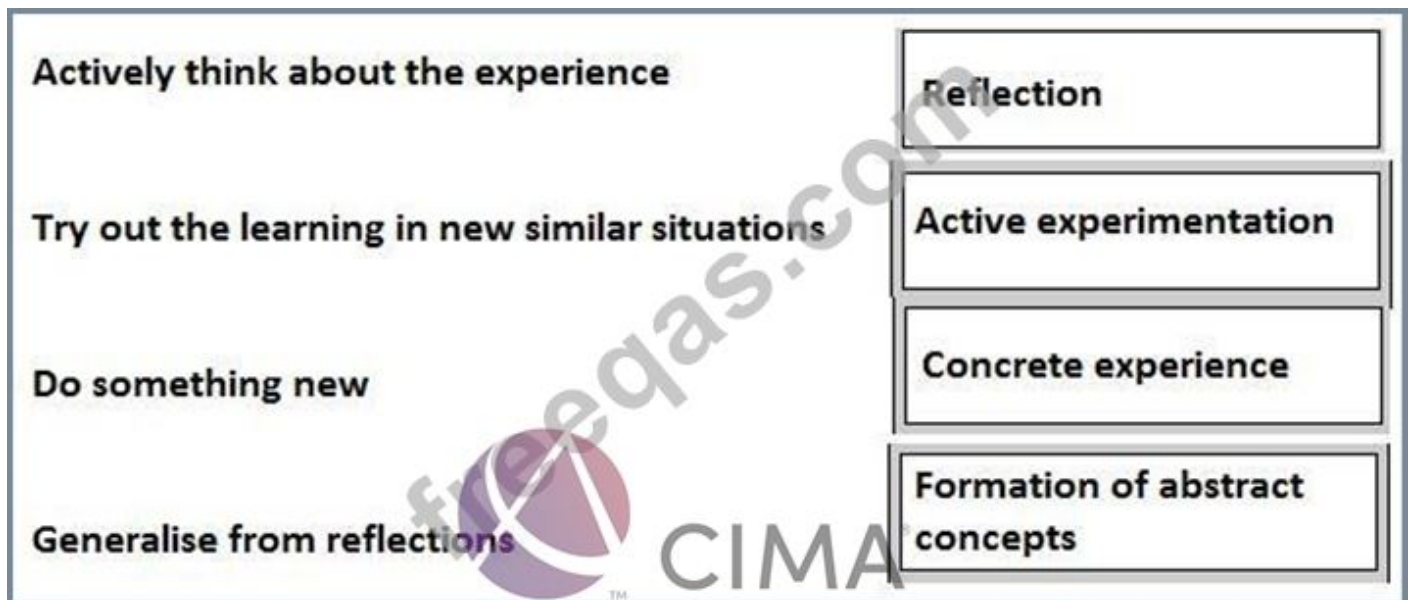 Actively think about the experience
Reflection
Try out the learning in new similar situations
Active experimentation
Do something new
Concrete experience
Generalise from reflections
Formation of abstract
concepts
freeqas.com
CIMA
TM